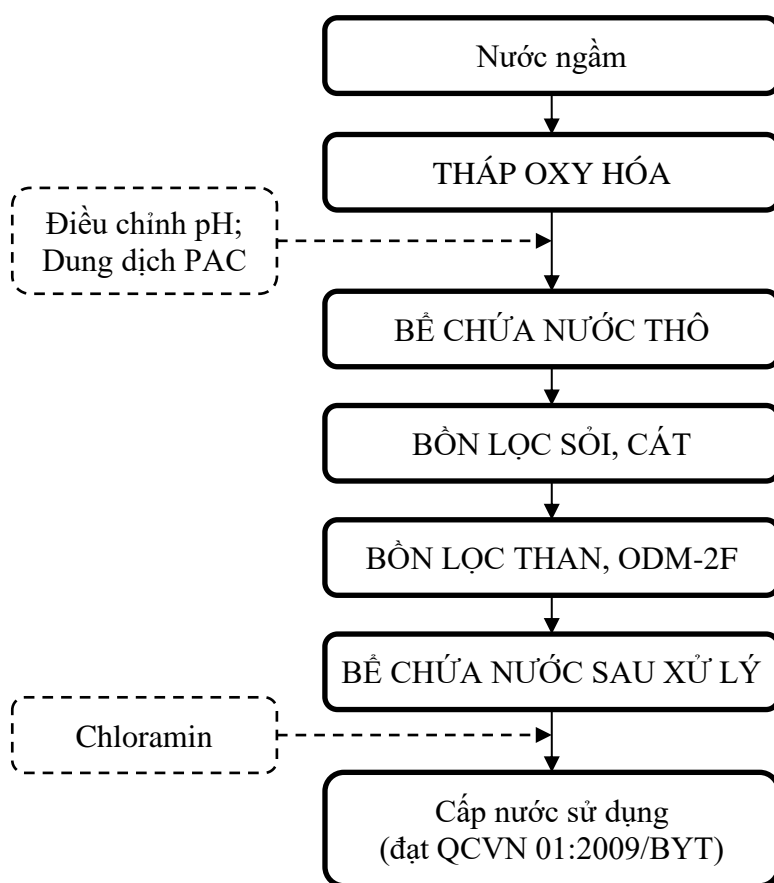 Nước ngầm
THÁP OXY HÓA
Điều chỉnh pH;
Dung dịch PAC
BỂ CHỨA NƯỚC THÔ
BỒN LỌC SỎI, CÁT
BỒN LỌC THAN, ODM-2F
BỂ CHỨA NƯỚC SAU XỬ LÝ
Chloramin
Cấp nước sử dụng
(đạt QCVN 01:2009/BYT)